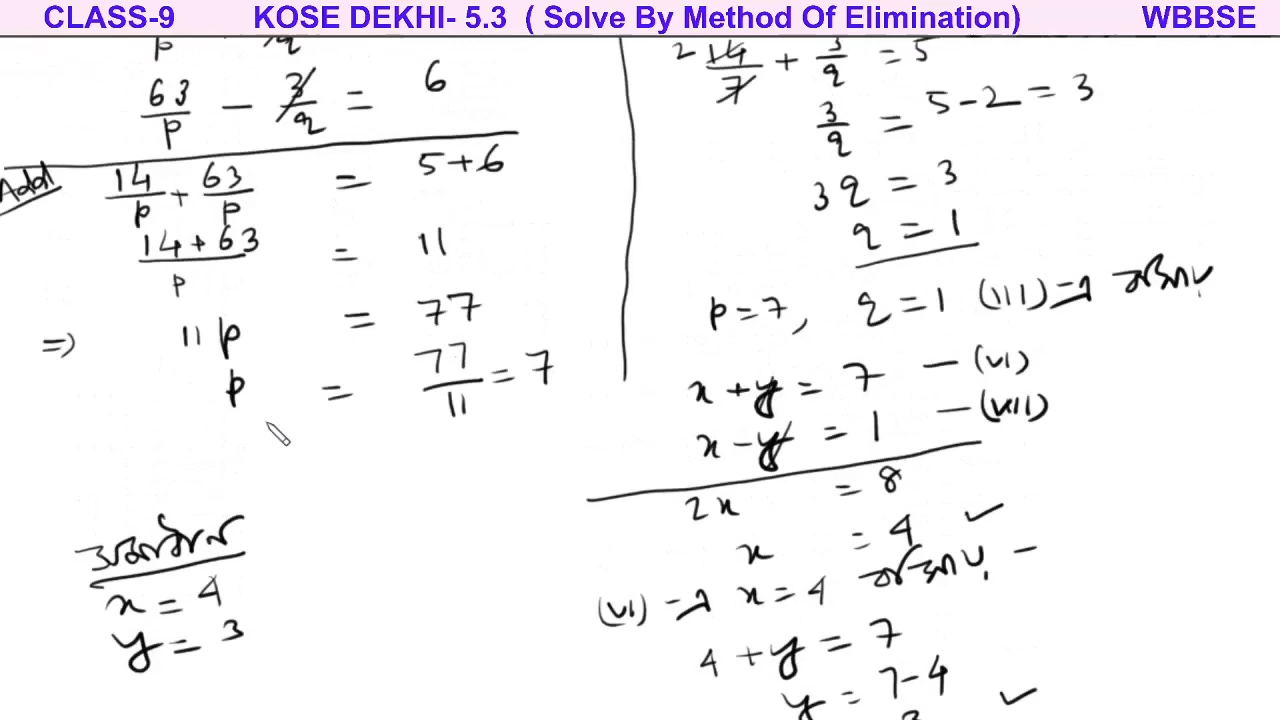 CLASS-9 KOSE DEKHI- 5.3 ( Solve By Method Of Elimination) WBBSE
63/p - 3/q = 6
Add 14/p + 63/p = 5+6
14+63/p = 11
=> 11p = 77
p = 77/11 = 7
সমাধান
x = 4
y = 3
2 14/7 + 3/q = 5
3/q = 5-2 = 3
3q = 3
q = 1
p=7, q=1 (III)
x+y = 7 — (VI)
x-y = 1 — (VII)
2x = 8
x = 4 ✓
(VI) x=4
4+y = 7
y = 7-4
3 ✓